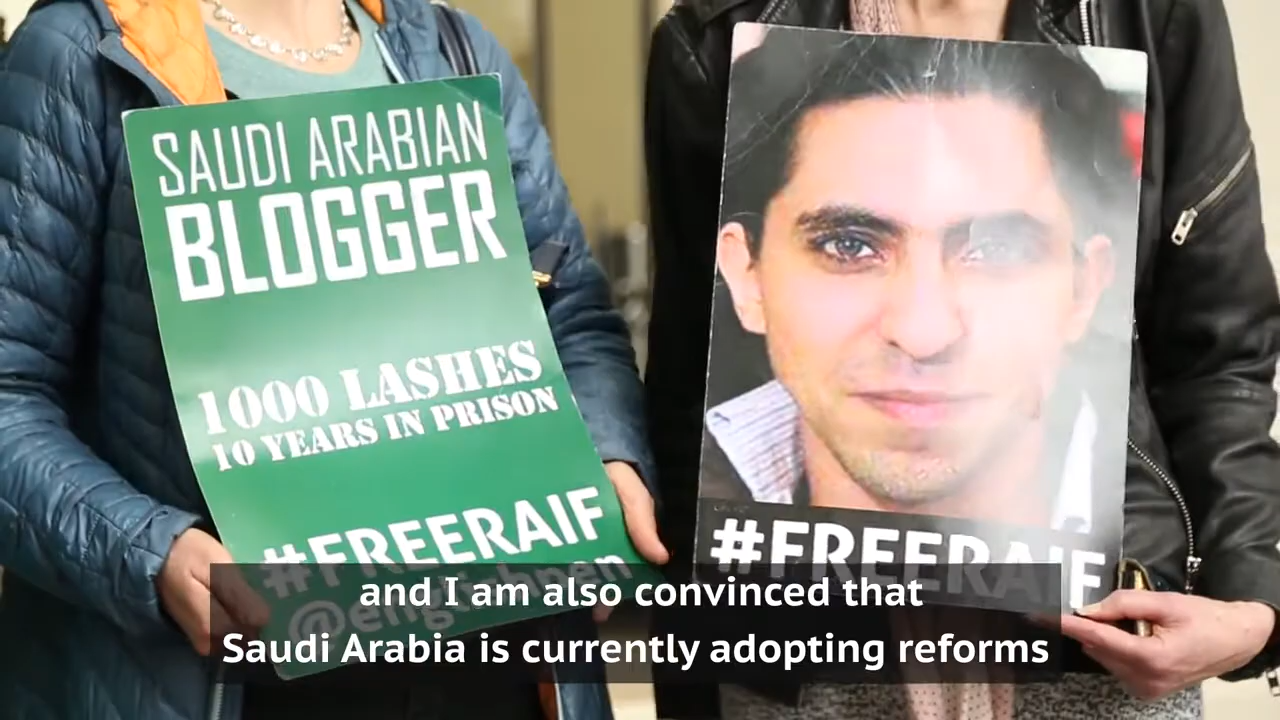 SAUDI ARABIAN
BLOGGER
1000 LASHES
10 YEARS IN PRISON
#FREERAIF
@englishpen
#FREERAIF
and I am also convinced that
Saudi Arabia is currently adopting reforms